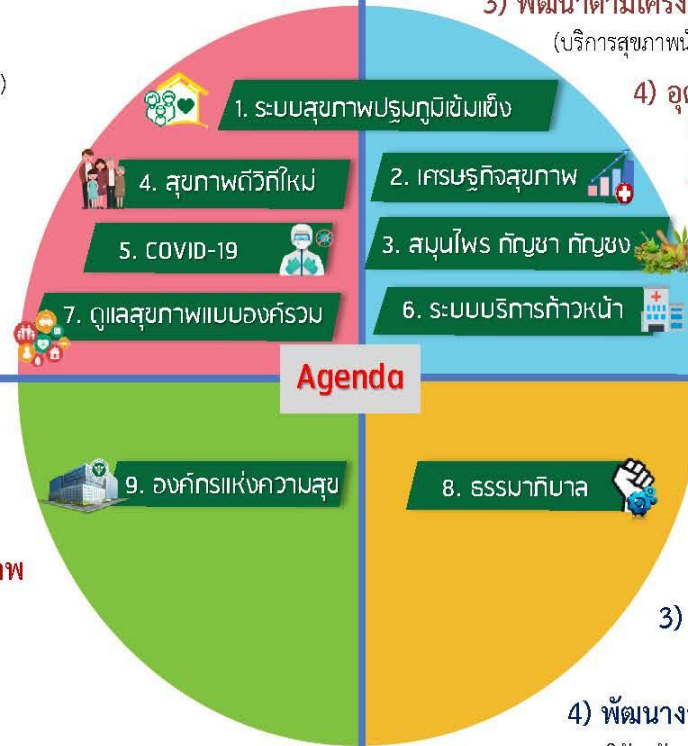 3) พัฒนาตามเครื่อง
(บริการสุขภาพ
)
4)
1. ระบบสุขภาพปฐมภูมิเข้มแข็ง
4. สุขภาพดีวิถีใหม่
2. เศรษฐกิจสุขภาพ
5. COVID-19
3. สมุนไพร กัญชา กัญชง
7. ดูแลสุขภาพแบบองค์รวม
6. ระบบบริการก้าวหน้า
Agenda
9. องค์กรแห่งความสุข
8. ธรรมาภิบาล
3)
4) พัฒนา